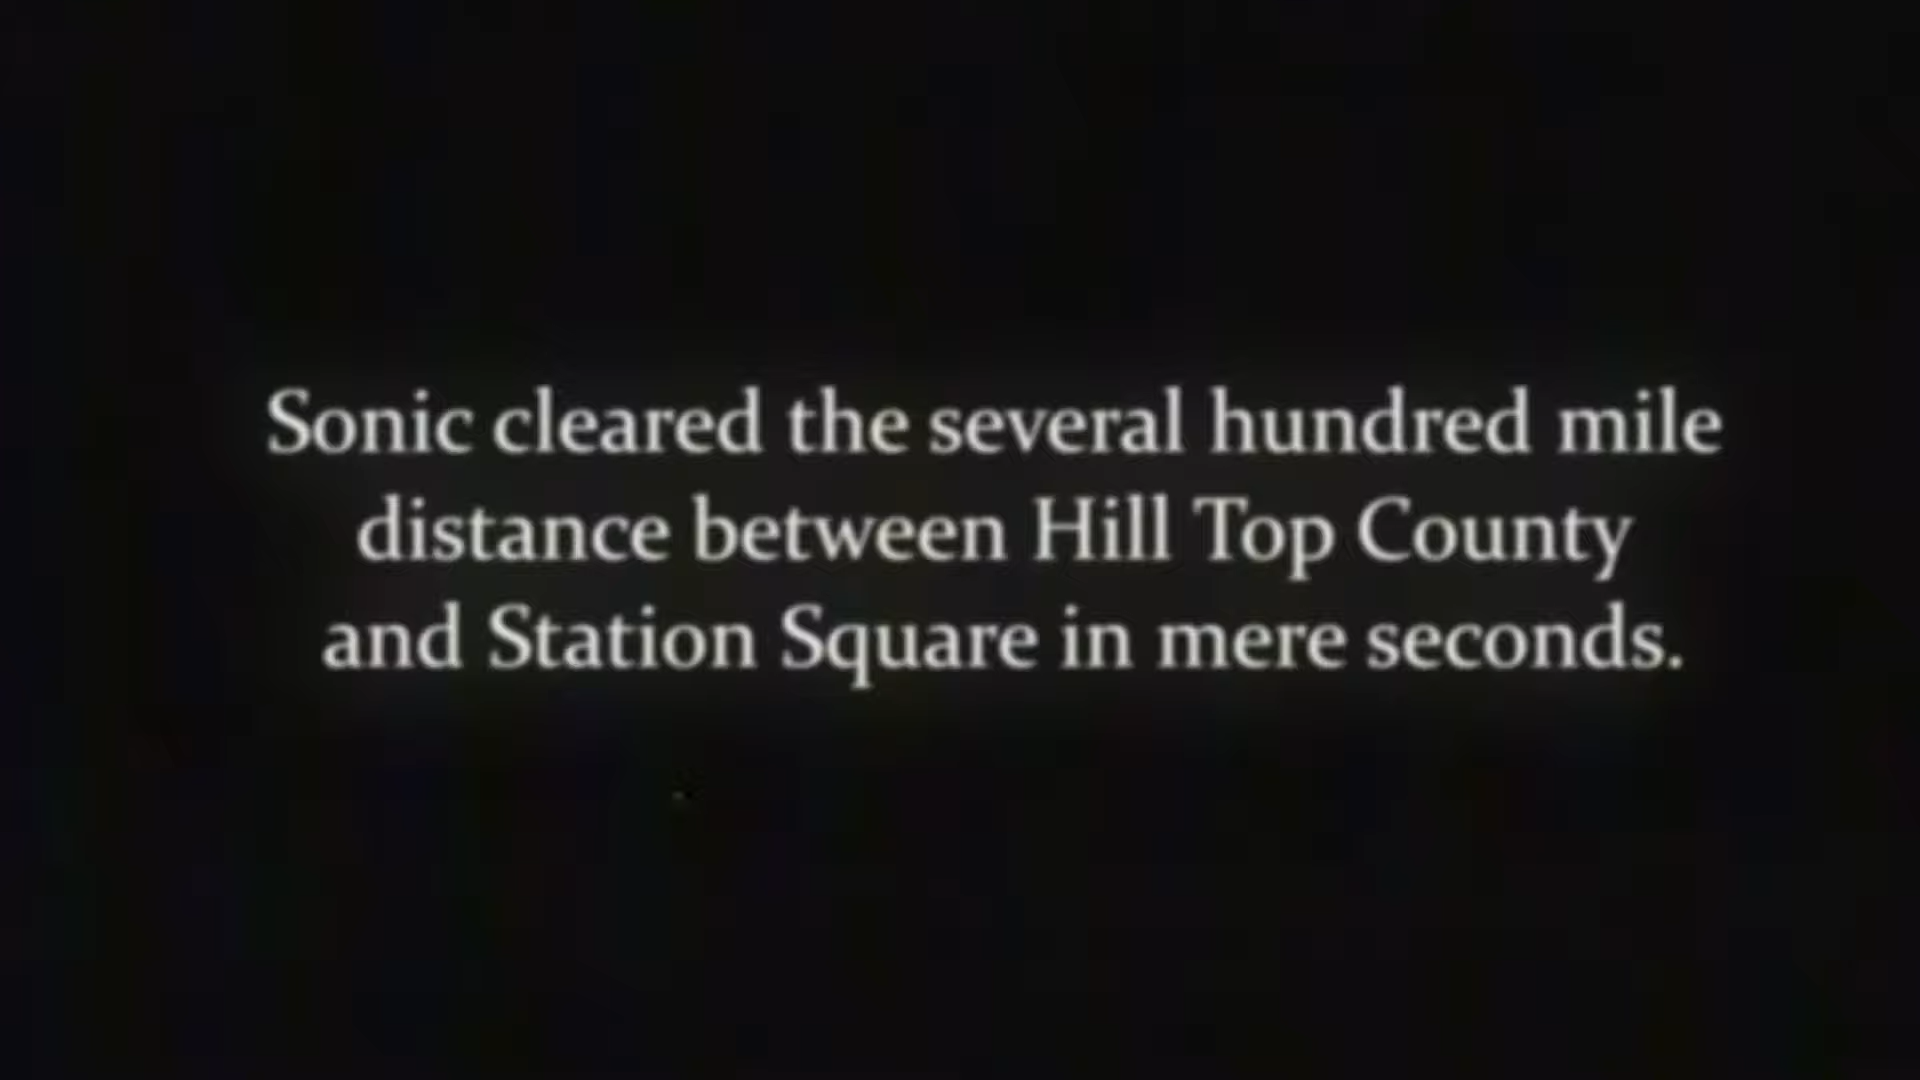 Sonic cleared the several hundred mile
distance between Hill Top County
and Station Square in mere seconds.